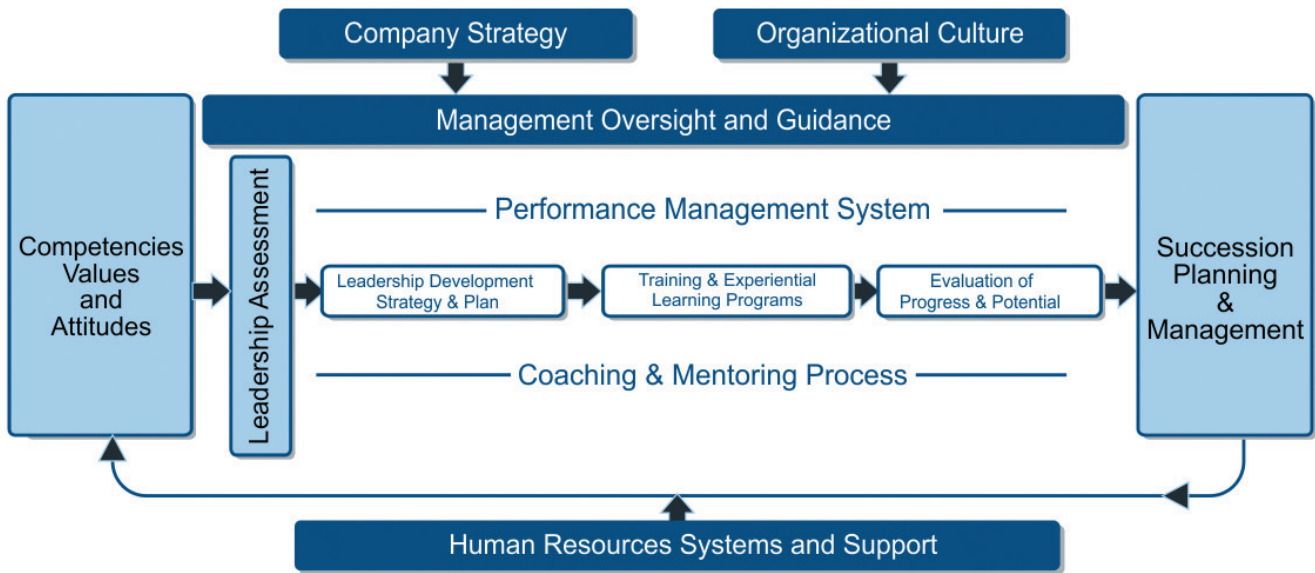 Company Strategy
Organizational Culture
Management Oversight and Guidance
Competencies
Values
and
Attitudes
Leadership Assessment
Performance Management System
Leadership Development
Strategy & Plan
Training & Experiential
Learning Programs
Evaluation of
Progress & Potential
Coaching & Mentoring Process
Succession
Planning
&
Management
Human Resources Systems and Support